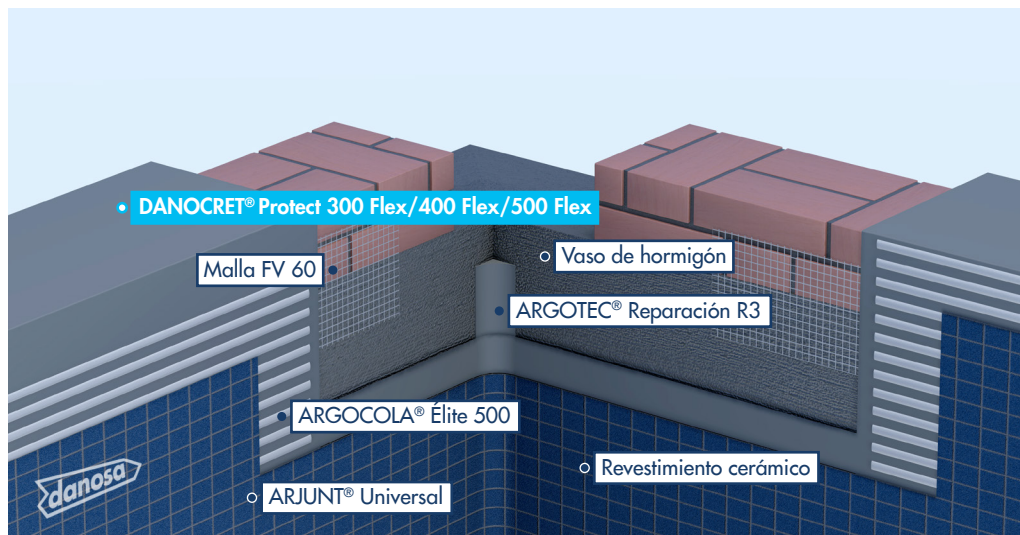 DANOCRET® Protect 300 Flex/400 Flex/500 Flex
Malla FV 60
Vaso de hormigón
ARGOTEC® Reparación R3
ARGOCOLA® Élite 500
Revestimiento cerámico
ARJUNT® Universal
danosa